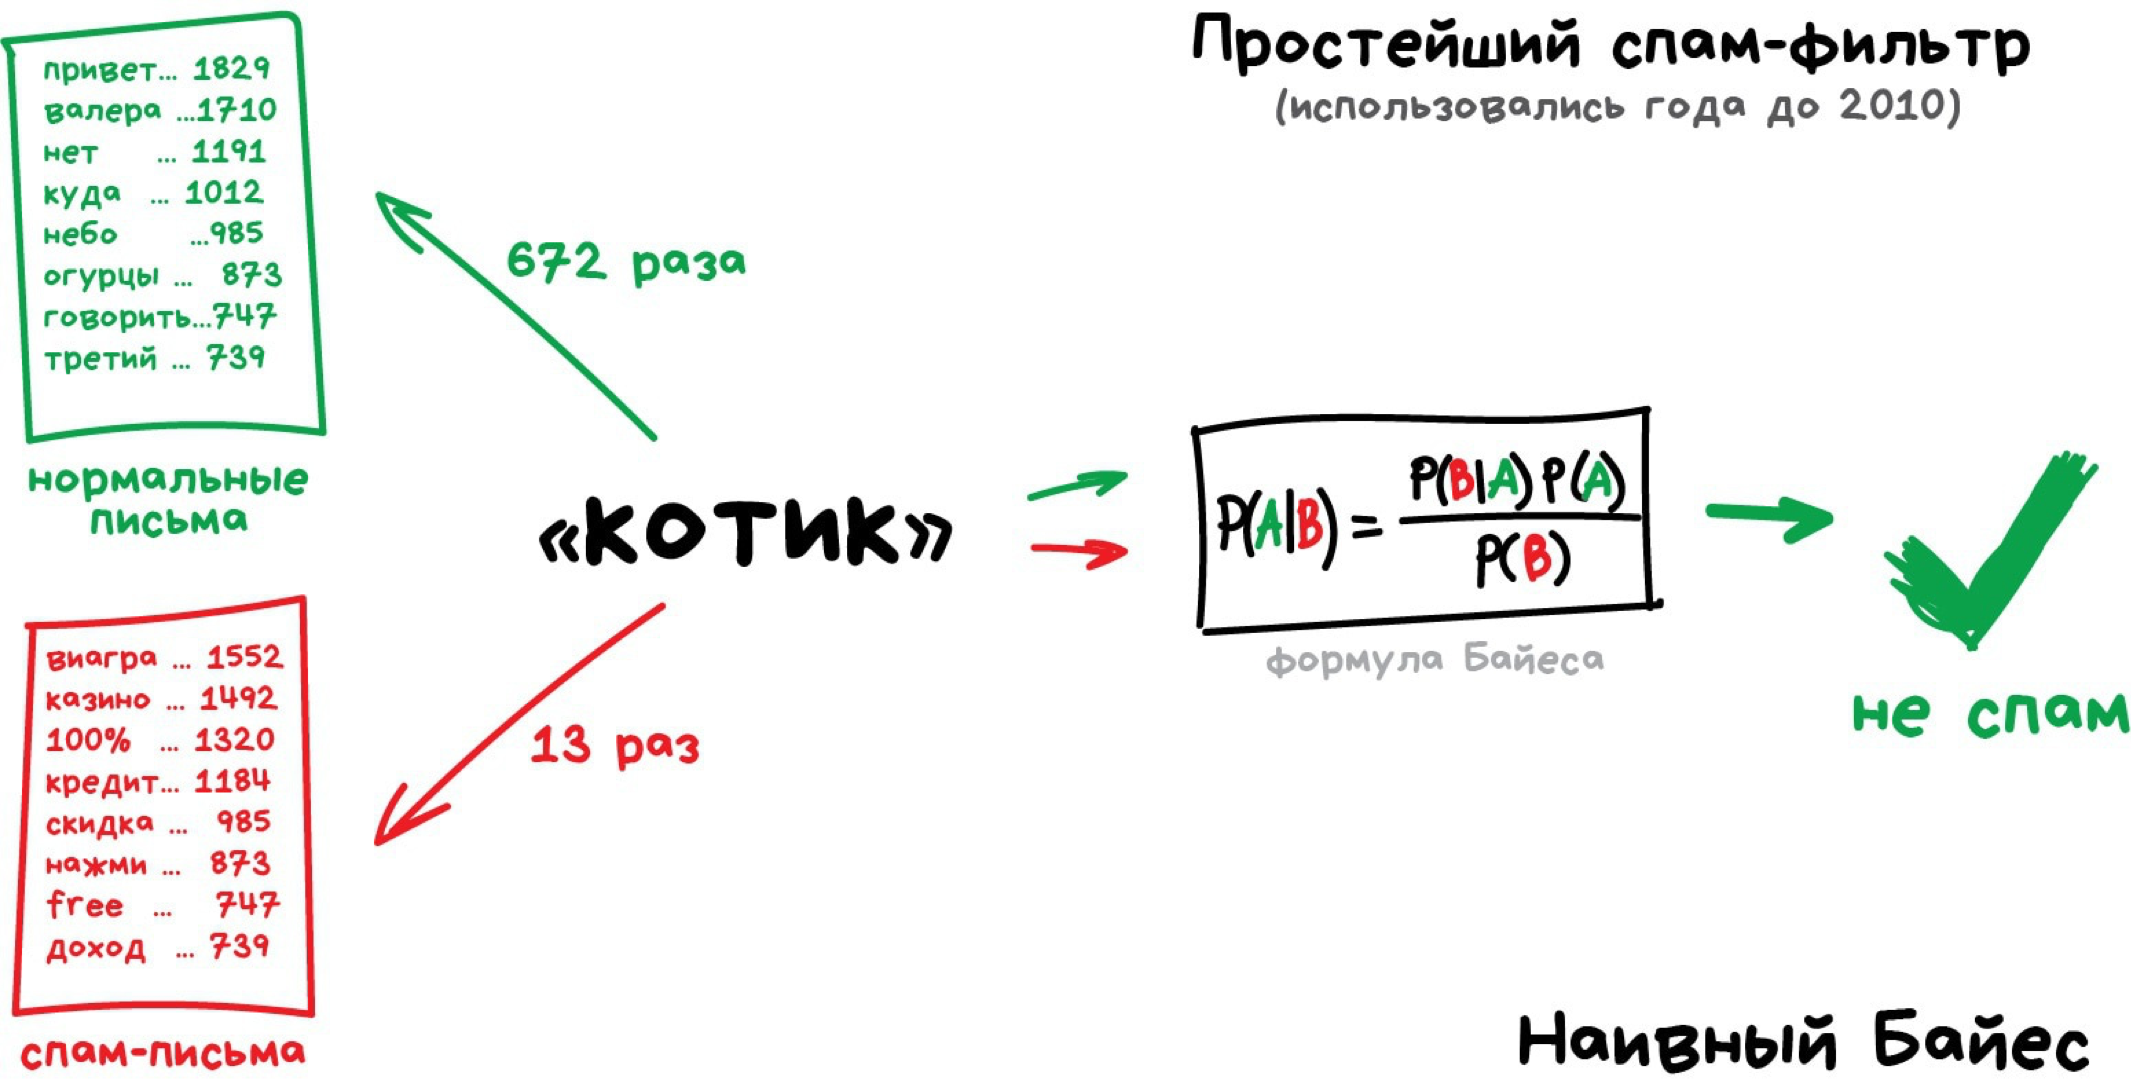 Простейший спам-фильтр
(использовались года до 2010)
привет... 1829
валера ...1710
нет ... 1191
куда ... 1012
небо ...985
огурцы ... 873
говорить...747
третий ... 739
нормальные
письма
672 раза
«КОТИК»
13 раз
виагра ... 1552
казино ... 1492
100% ... 1320
кредит... 1184
скидка ... 985
нажми ... 873
free ... 747
доход ... 739
спам-письма
P(A|B) = P(B|A) P(A) / P(B)
формула Байеса
не спам
Наивный Байес